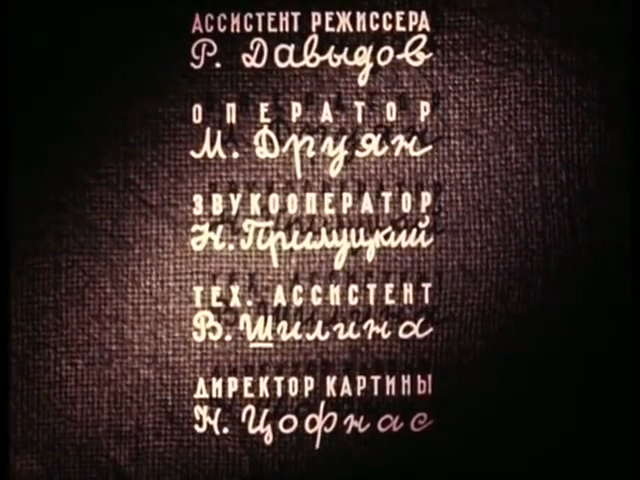 АССИСТЕНТ РЕЖИССЕРА
Р. Давыдов
ОПЕРАТОР
М. Друян
ЗВУКООПЕРАТОР
Н. Прилуцкий
ТЕХ. АССИСТЕНТ
В. Шилина
ДИРЕКТОР КАРТИНЫ
Н. Цофнас